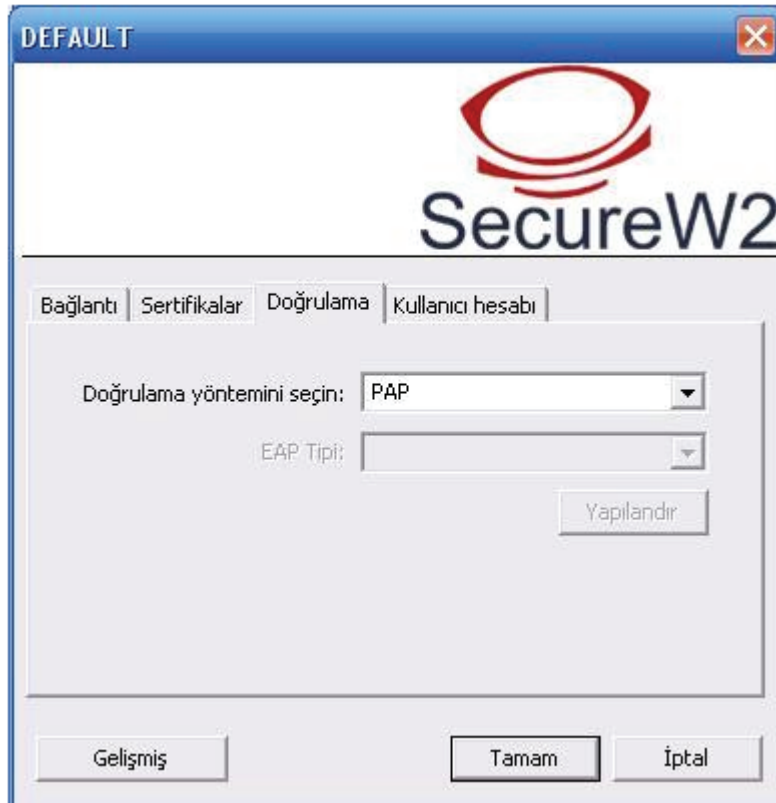 DEFAULT
SecureW2
Bağlantı Sertifikalar Doğrulama Kullanıcı hesabı
Doğrulama yöntemini seçin: PAP
EAP Tipi:
Yapılandır
Gelişmiş Tamam İptal